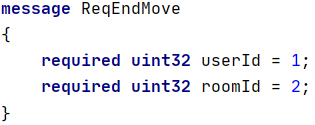 message ReqEndMove
{
    required uint32 userId = 1;
    required uint32 roomId = 2;
}